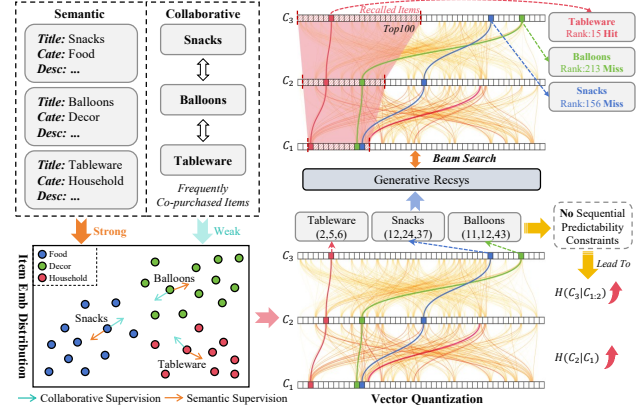 Semantic
Title: Snacks
Cate: Food
Desc: ...
Title: Balloons
Cate: Decor
Desc: ...
Title: Tableware
Cate: Household
Desc: ...
Collaborative
Snacks
Balloons
Tableware
Frequently
Co-purchased Items
Strong
Weak
Item Emb Distribution
Food
Decor
Household
Balloons
Snacks
Tableware
Collaborative Supervision
Semantic Supervision
C3
Recalled Items
Top100
C2
C1
Tableware
Rank:15 Hit
Balloons
Rank:213 Miss
Snacks
Rank:156 Miss
Beam Search
Generative Recsys
Tableware
(2,5,6)
Snacks
(12,24,37)
Balloons
(11,12,43)
No Sequential
Predictability
Constraints
Lead To
H(C3|C1:2)
H(C2|C1)
C3
C2
C1
Vector Quantization